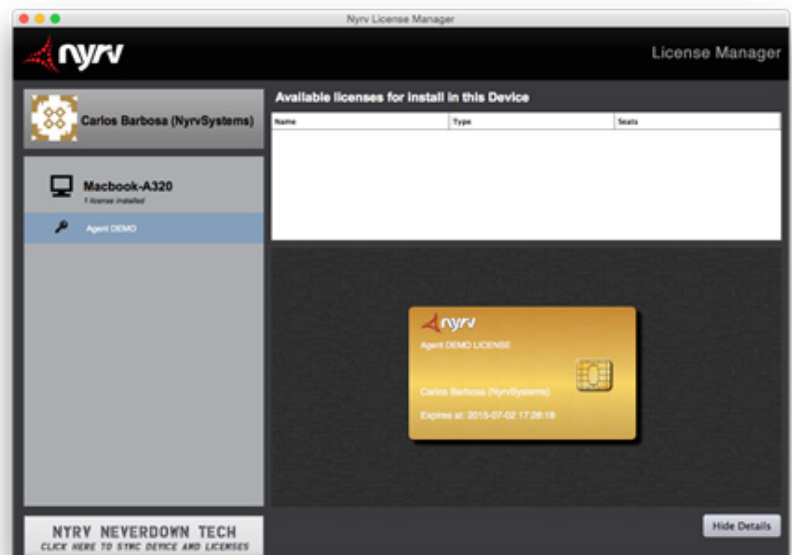 Nyrv License Manager
nyrv
License Manager
Carlos Barbosa (NyrvSystems)
Available licenses for install in this Device
Name Type Seats
Macbook-A320
1 license installed
Agent DEMO
nyrv
Agent DEMO LICENSE
Carlos Barbosa (NyrvSystems)
Expires at: 2015-07-02 17:28:18
NYRV NEVERDOWN TECH
CLICK HERE TO SYNC DEVICE AND LICENSES
Hide Details